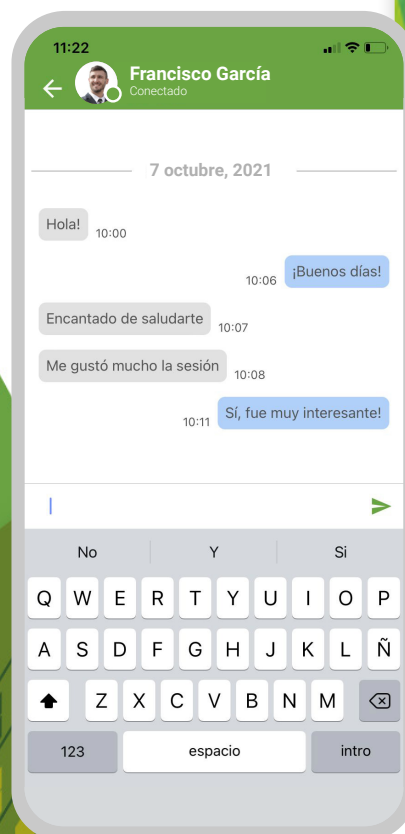 11:22
Francisco García
Conectado
7 octubre, 2021
Hola! 10:00
10:06 ¡Buenos días!
Encantado de saludarte 10:07
Me gustó mucho la sesión 10:08
10:11 Sí, fue muy interesante!
No Y Si
Q W E R T Y U I O P
A S D F G H J K L Ñ
Z X C V B N M
123 espacio intro